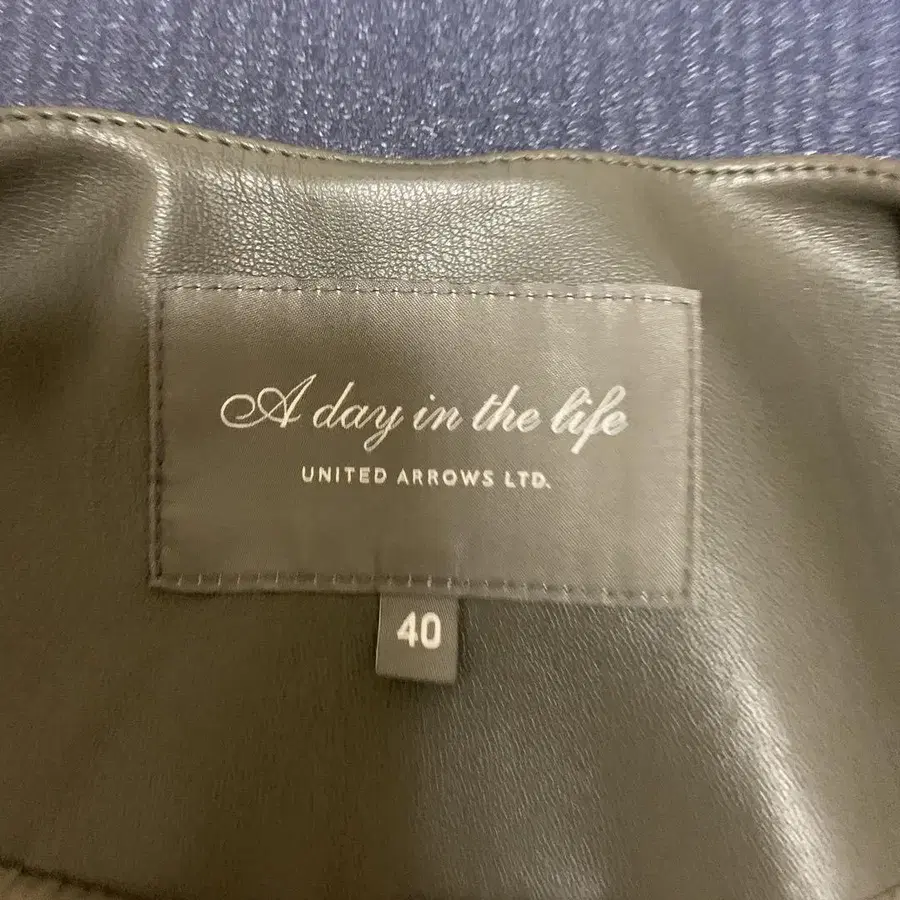 A day in the life
UNITED ARROWS LTD.
40